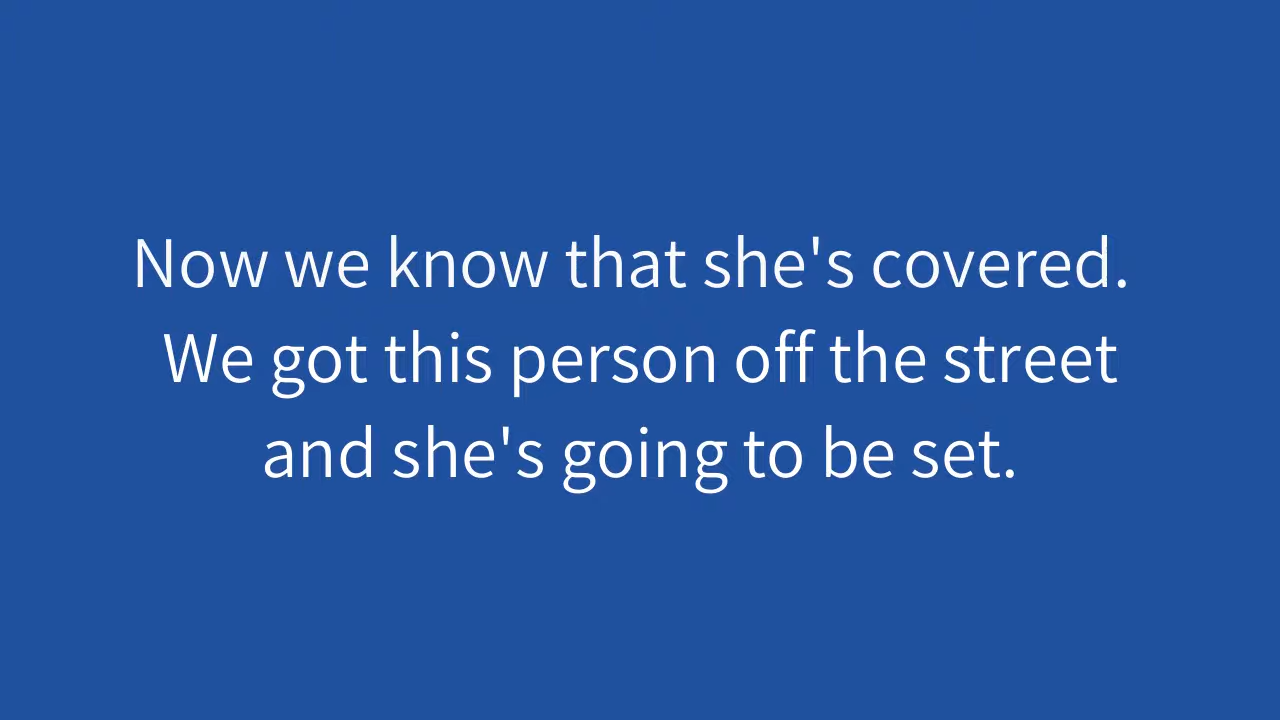 Now we know that she's covered.
We got this person off the street
and she's going to be set.